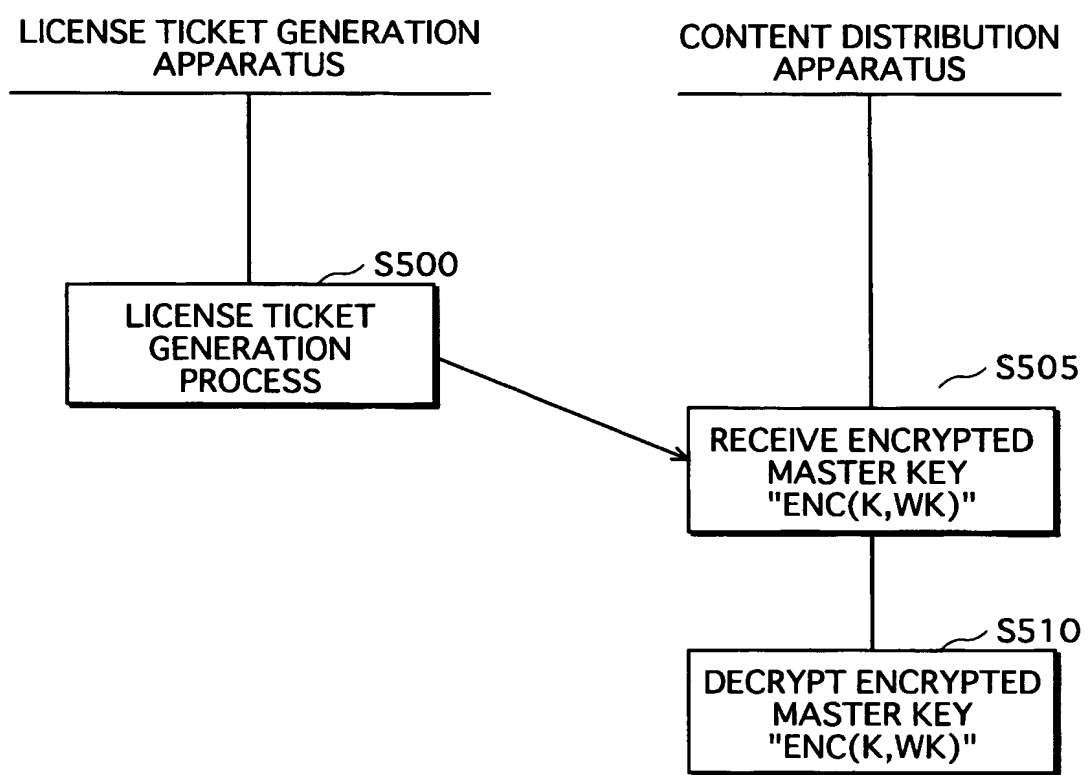 LICENSE TICKET GENERATION
APPARATUS
CONTENT DISTRIBUTION
APPARATUS
S500
LICENSE TICKET
GENERATION
PROCESS
S505
RECEIVE ENCRYPTED
MASTER KEY
"ENC(K,WK)"
S510
DECRYPT ENCRYPTED
MASTER KEY
"ENC(K,WK)"